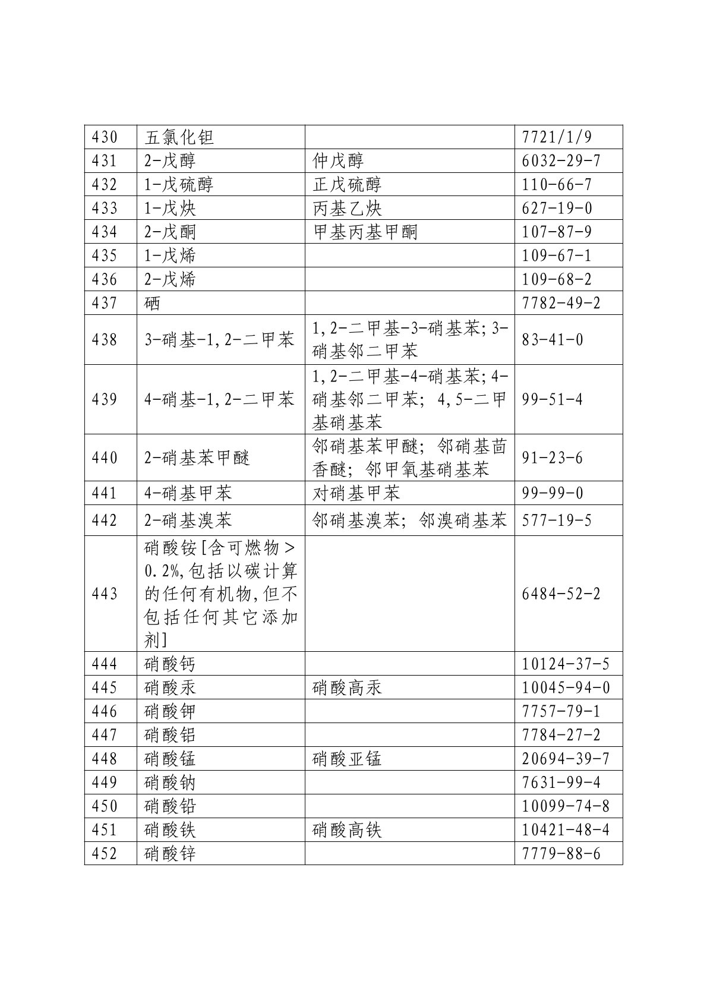 430 五氯化钽 7721/1/9
431 2-戊醇 仲戊醇 6032-29-7
432 1-戊硫醇 正戊硫醇 110-66-7
433 1-戊炔 丙基乙炔 627-19-0
434 2-戊酮 甲基丙基甲酮 107-87-9
435 1-戊烯 109-67-1
436 2-戊烯 109-68-2
437 硒 7782-49-2
438 3-硝基-1,2-二甲苯 1,2-二甲基-3-硝基苯;3-
硝基邻二甲苯 83-41-0
439 4-硝基-1,2-二甲苯 1,2-二甲基-4-硝基苯;4-
硝基邻二甲苯; 4,5-二甲
基硝基苯 99-51-4
440 2-硝基苯甲醚 邻硝基苯甲醚; 邻硝基茴
香醚; 邻甲氧基硝基苯 91-23-6
441 4-硝基甲苯 对硝基甲苯 99-99-0
442 2-硝基溴苯 邻硝基溴苯; 邻溴硝基苯 577-19-5
443 硝酸铵[含可燃物＞
0.2%,包括以碳计算
的任何有机物,但不
包括任何其它添加
剂] 6484-52-2
444 硝酸钙 10124-37-5
445 硝酸汞 硝酸高汞 10045-94-0
446 硝酸钾 7757-79-1
447 硝酸铝 7784-27-2
448 硝酸锰 硝酸亚锰 20694-39-7
449 硝酸钠 7631-99-4
450 硝酸铅 10099-74-8
451 硝酸铁 硝酸高铁 10421-48-4
452 硝酸锌 7779-88-6